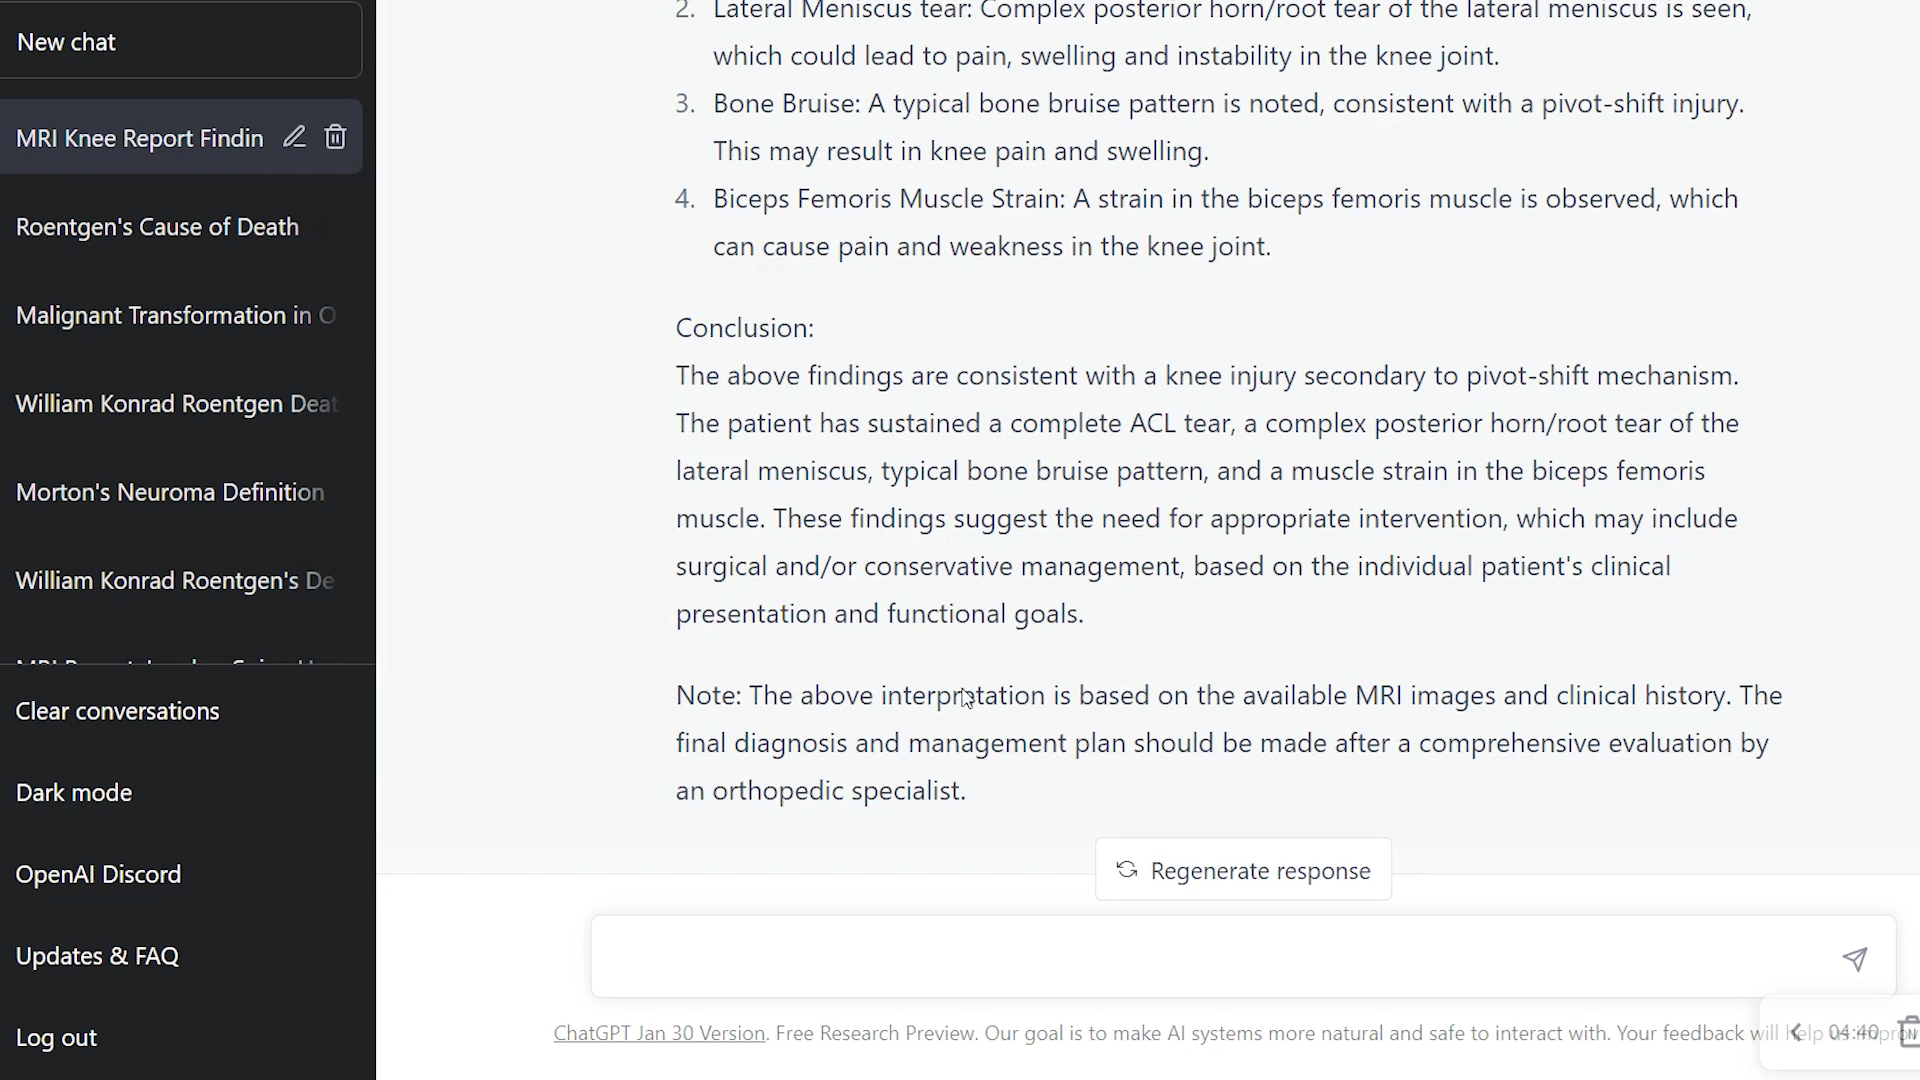 New chat
MRI Knee Report Findin
Roentgen's Cause of Death
Malignant Transformation in O
William Konrad Roentgen Deat
Morton's Neuroma Definition
William Konrad Roentgen's De
Clear conversations
Dark mode
OpenAI Discord
Updates & FAQ
Log out
2. Lateral Meniscus tear: Complex posterior horn/root tear of the lateral meniscus is seen,
which could lead to pain, swelling and instability in the knee joint.
3. Bone Bruise: A typical bone bruise pattern is noted, consistent with a pivot-shift injury.
This may result in knee pain and swelling.
4. Biceps Femoris Muscle Strain: A strain in the biceps femoris muscle is observed, which
can cause pain and weakness in the knee joint.
Conclusion:
The above findings are consistent with a knee injury secondary to pivot-shift mechanism.
The patient has sustained a complete ACL tear, a complex posterior horn/root tear of the
lateral meniscus, typical bone bruise pattern, and a muscle strain in the biceps femoris
muscle. These findings suggest the need for appropriate intervention, which may include
surgical and/or conservative management, based on the individual patient's clinical
presentation and functional goals.
Note: The above interpretation is based on the available MRI images and clinical history. The
final diagnosis and management plan should be made after a comprehensive evaluation by
an orthopedic specialist.
Regenerate response
ChatGPT Jan 30 Version. Free Research Preview. Our goal is to make AI systems more natural and safe to interact with. Your feedback will help us improv
04:40